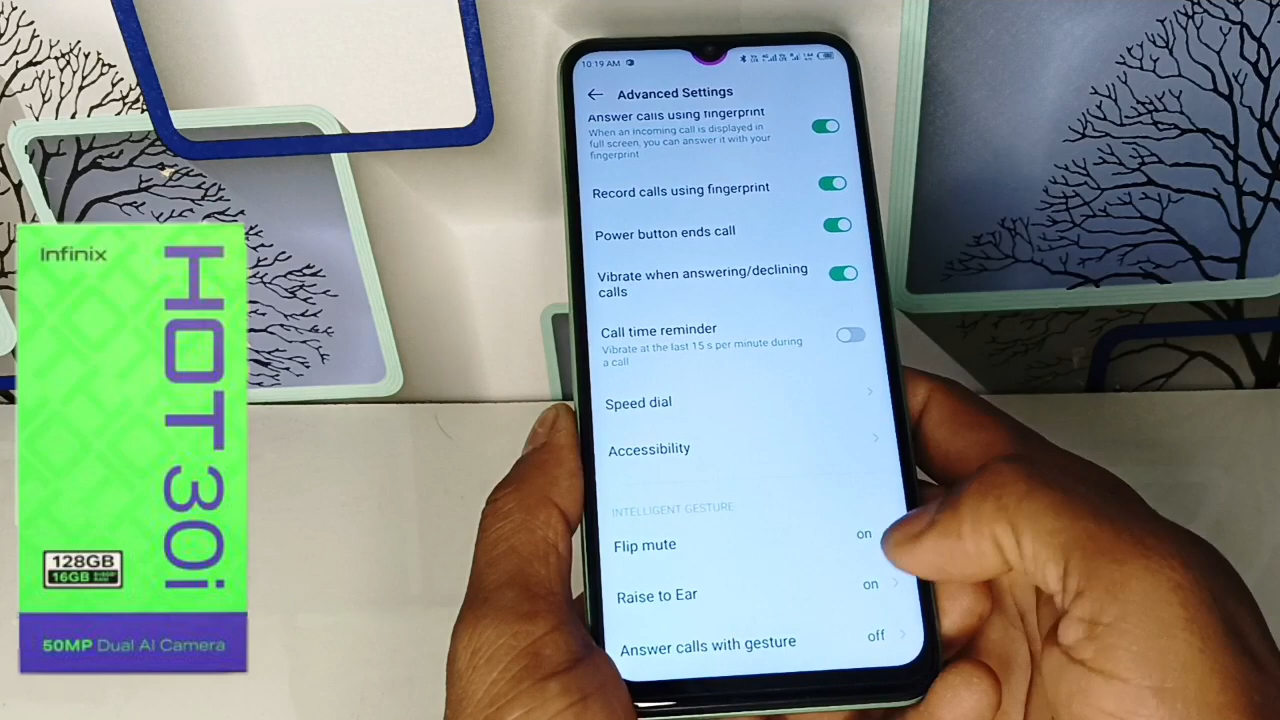 Infinix
HOT 30i
128GB
16GB
50MP Dual AI Camera
10:19 AM
Advanced Settings
Answer calls using fingerprint
When an incoming call is displayed in
full screen, you can answer it with your
fingerprint
Record calls using fingerprint
Power button ends call
Vibrate when answering/declining
calls
Call time reminder
Vibrate at the last 15 s per minute during
a call
Speed dial
Accessibility
INTELLIGENT GESTURE
Flip mute on
Raise to Ear on
Answer calls with gesture off